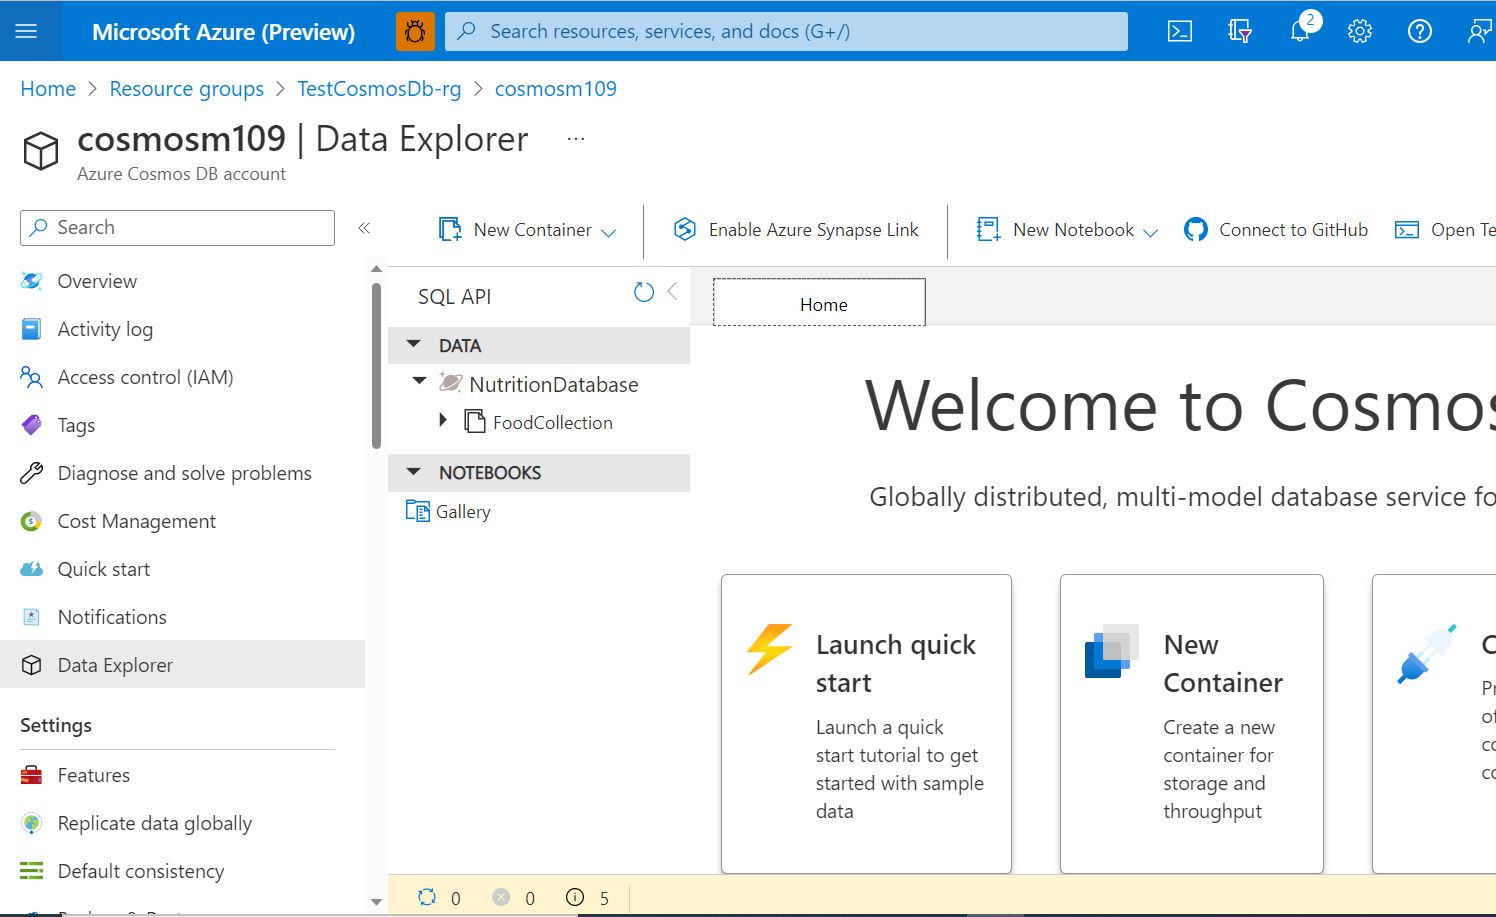 Microsoft Azure (Preview)
Search resources, services, and docs (G+/)
2
Home > Resource groups > TestCosmosDb-rg > cosmosm109
cosmosm109 | Data Explorer ...
Azure Cosmos DB account
Search
«
Overview
Activity log
Access control (IAM)
Tags
Diagnose and solve problems
Cost Management
Quick start
Notifications
Data Explorer
Settings
Features
Replicate data globally
Default consistency
New Container
Enable Azure Synapse Link
New Notebook
Connect to GitHub
Open Te
SQL API
DATA
NutritionDatabase
FoodCollection
NOTEBOOKS
Gallery
Home
Welcome to Cosmos
Globally distributed, multi-model database service fo
Launch quick
start
Launch a quick
start tutorial to get
started with sample
data
New
Container
Create a new
container for
storage and
throughput
0 0 5